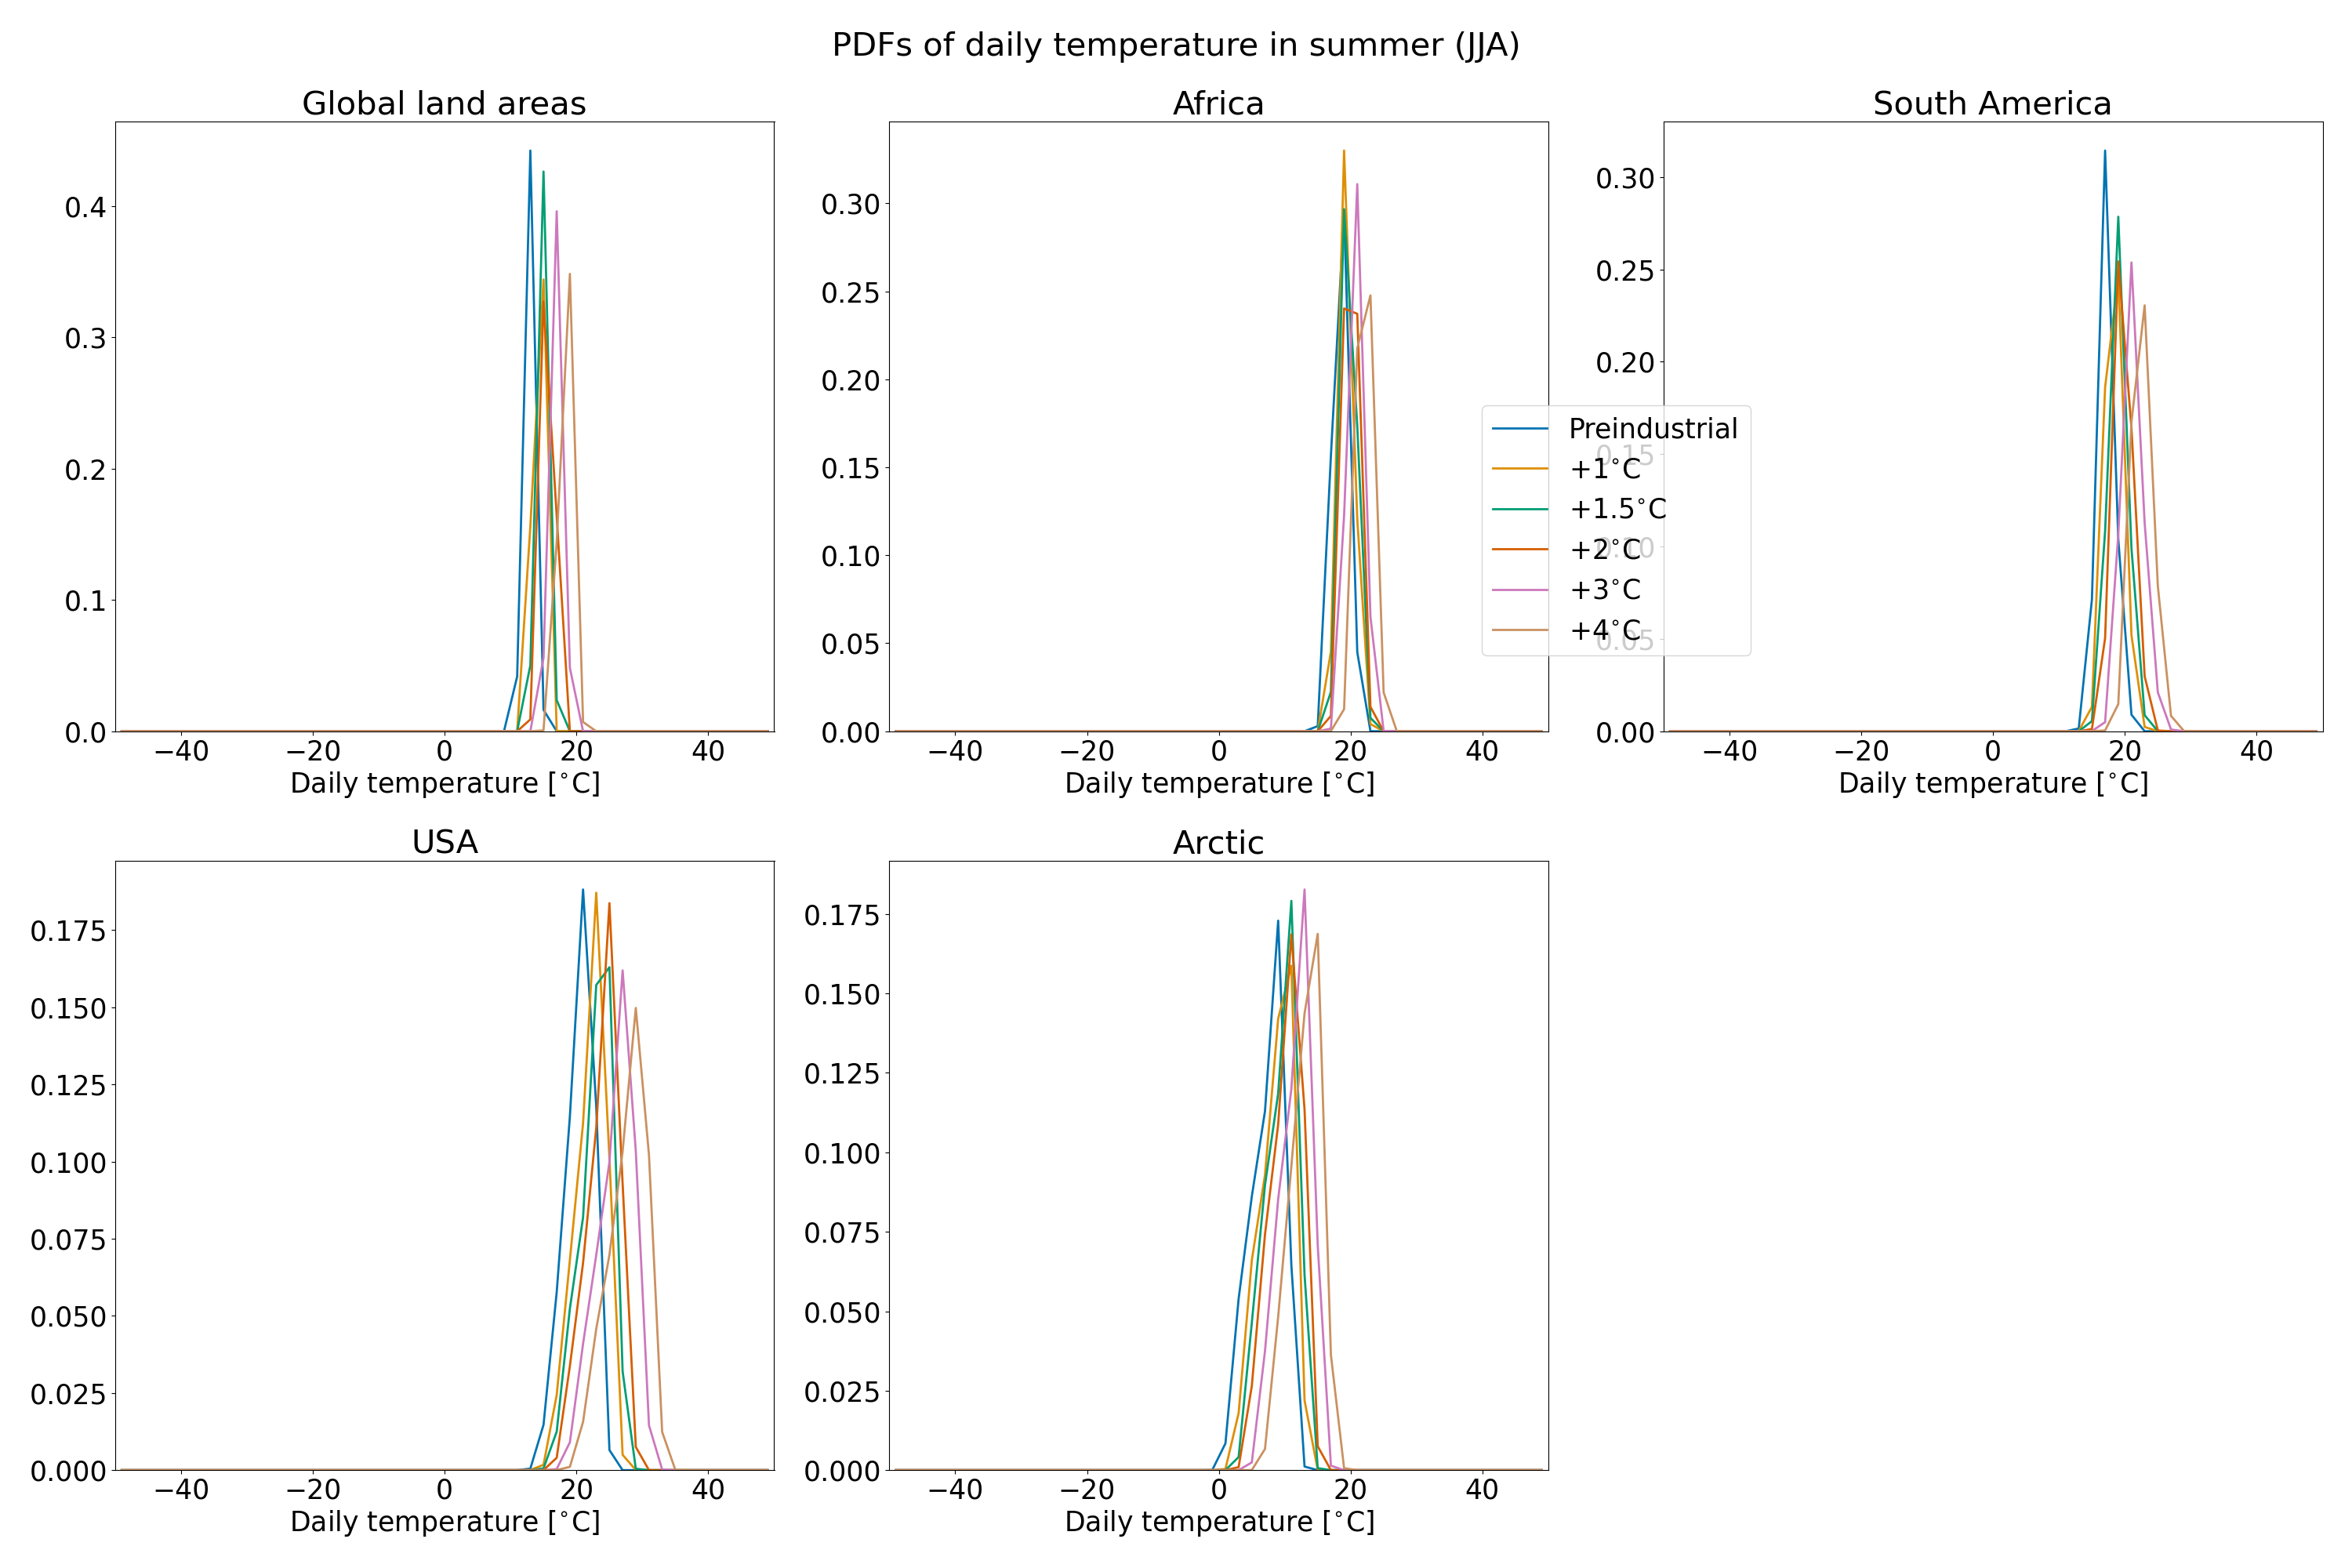 PDFs of daily temperature in summer (JJA)
Global land areas
0.4
0.3
0.2
0.1
0.0
−40 −20 0 20 40
Daily temperature [°C]
Africa
0.30
0.25
0.20
0.15
0.10
0.05
0.00
−40 −20 0 20 40
Daily temperature [°C]
South America
0.30
0.25
0.20
0.15
0.10
0.05
0.00
−40 −20 0 20 40
Daily temperature [°C]
Preindustrial
+1°C
+1.5°C
+2°C
+3°C
+4°C
USA
0.175
0.150
0.125
0.100
0.075
0.050
0.025
0.000
−40 −20 0 20 40
Daily temperature [°C]
Arctic
0.175
0.150
0.125
0.100
0.075
0.050
0.025
0.000
−40 −20 0 20 40
Daily temperature [°C]